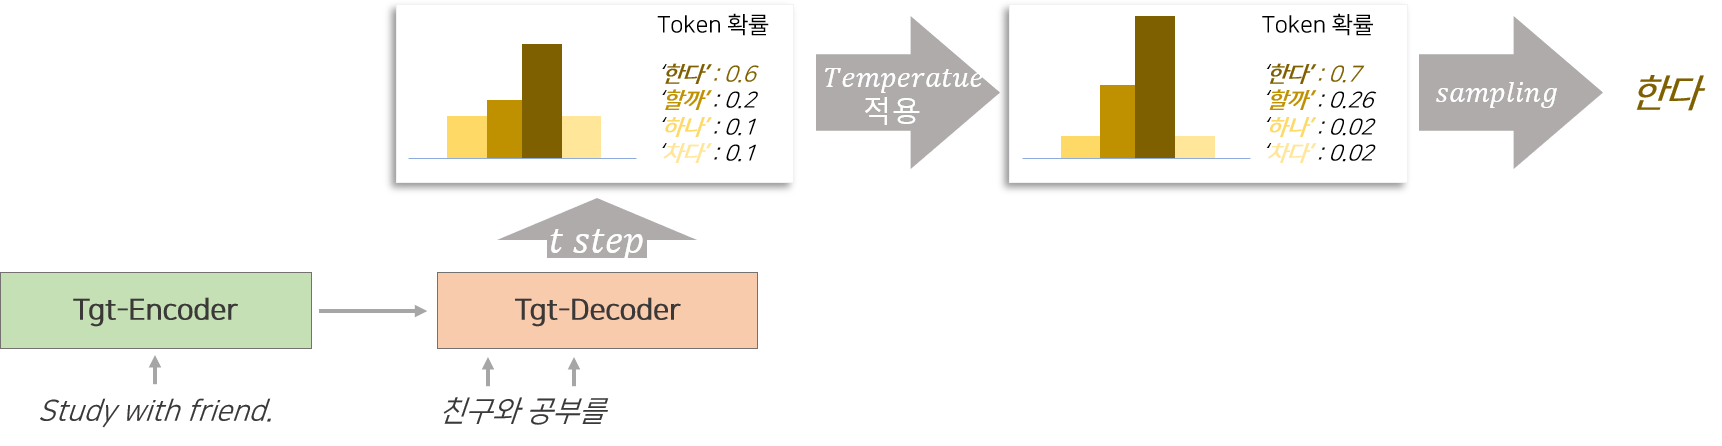 Token 확률
'한다' : 0.6
'할까' : 0.2
'하나' : 0.1
'차다' : 0.1
Temperatue
적용
Token 확률
'한다' : 0.7
'할까' : 0.26
'하나' : 0.02
'차다' : 0.02
sampling
한다
t step
Tgt-Encoder
Tgt-Decoder
Study with friend.
친구와 공부를